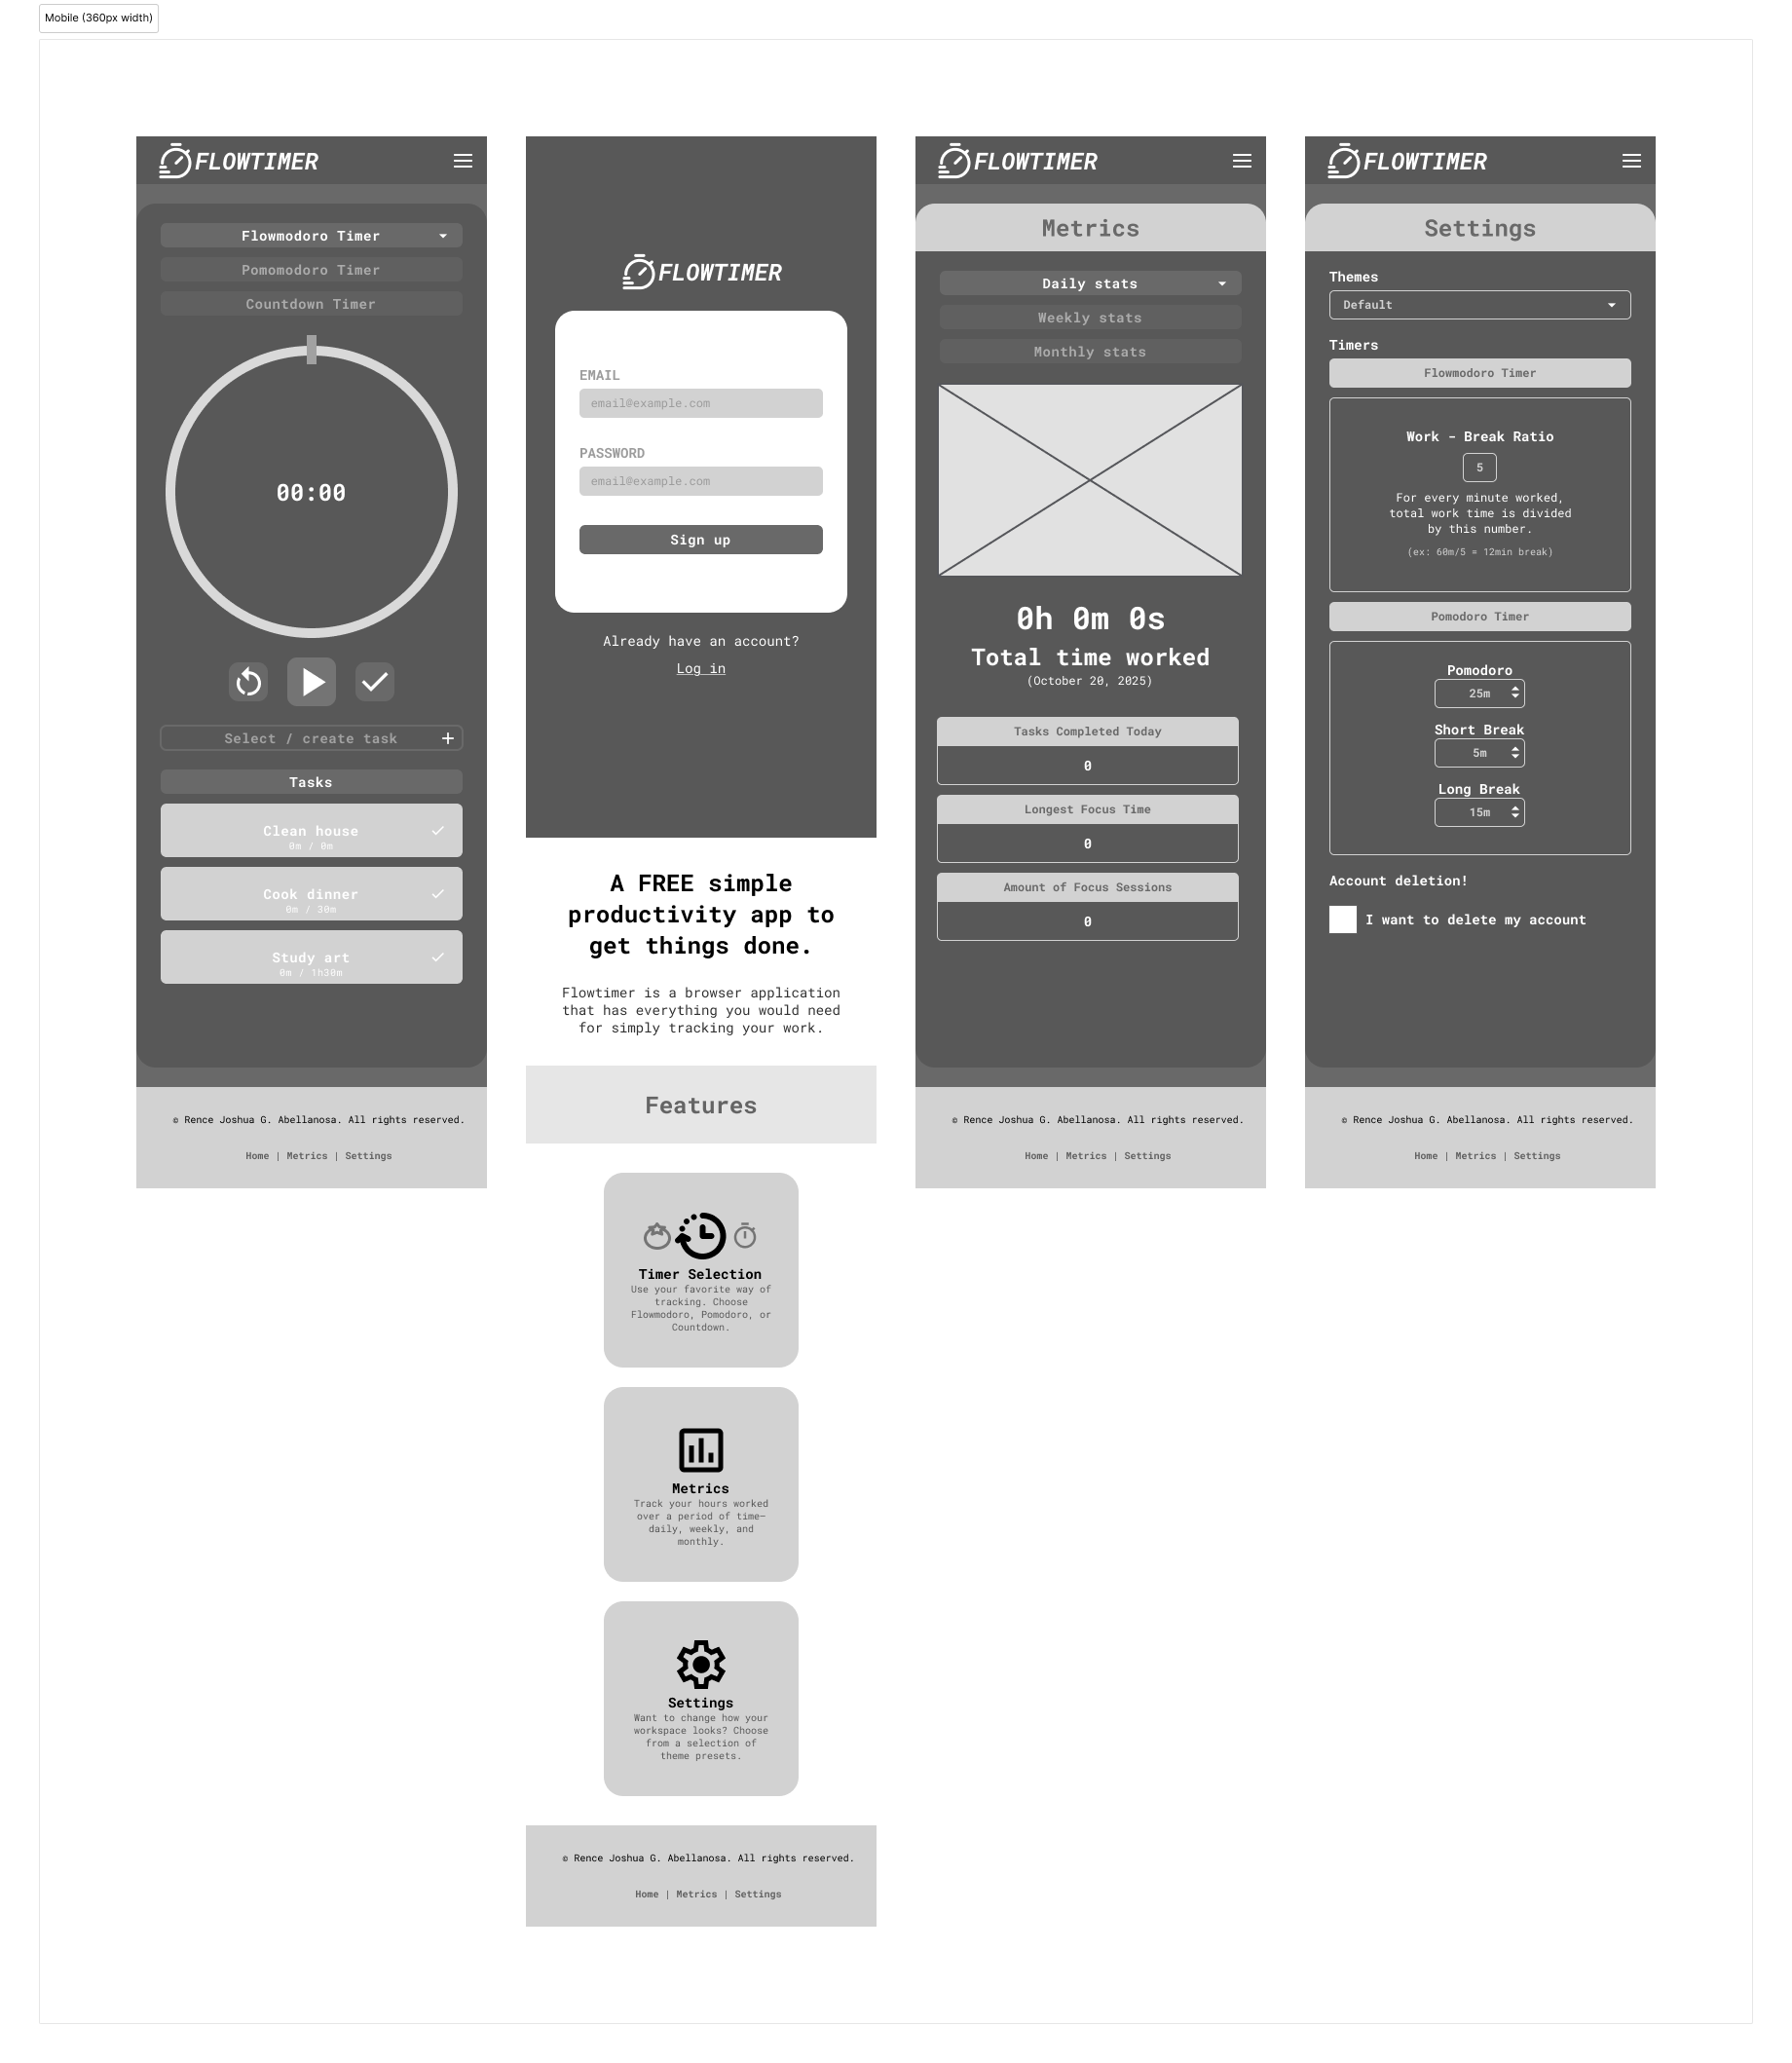 Mobile (360px width)
FLOWTIMER
Flowmodoro Timer
Pomomodoro Timer
Countdown Timer
00:00
Select / create task
Tasks
Clean house
0m / 0m
Cook dinner
0m / 30m
Study art
0m / 1h30m
© Rence Joshua G. Abellanosa. All rights reserved.
Home | Metrics | Settings
FLOWTIMER
EMAIL
email@example.com
PASSWORD
email@example.com
Sign up
Already have an account?
Log in
A FREE simple
productivity app to
get things done.
Flowtimer is a browser application
that has everything you would need
for simply tracking your work.
Features
Timer Selection
Use your favorite way of
tracking. Choose
Flowmodoro, Pomodoro, or
Countdown.
Metrics
Track your hours worked
over a period of time—
daily, weekly, and
monthly.
Settings
Want to change how your
workspace looks? Choose
from a selection of
theme presets.
© Rence Joshua G. Abellanosa. All rights reserved.
Home | Metrics | Settings
FLOWTIMER
Metrics
Daily stats
Weekly stats
Monthly stats
0h 0m 0s
Total time worked
(October 20, 2025)
Tasks Completed Today
0
Longest Focus Time
0
Amount of Focus Sessions
0
© Rence Joshua G. Abellanosa. All rights reserved.
Home | Metrics | Settings
FLOWTIMER
Settings
Themes
Default
Timers
Flowmodoro Timer
Work - Break Ratio
5
For every minute worked,
total work time is divided
by this number.
(ex: 60m/5 = 12min break)
Pomodoro Timer
Pomodoro
25m
Short Break
5m
Long Break
15m
Account deletion!
I want to delete my account
© Rence Joshua G. Abellanosa. All rights reserved.
Home | Metrics | Settings